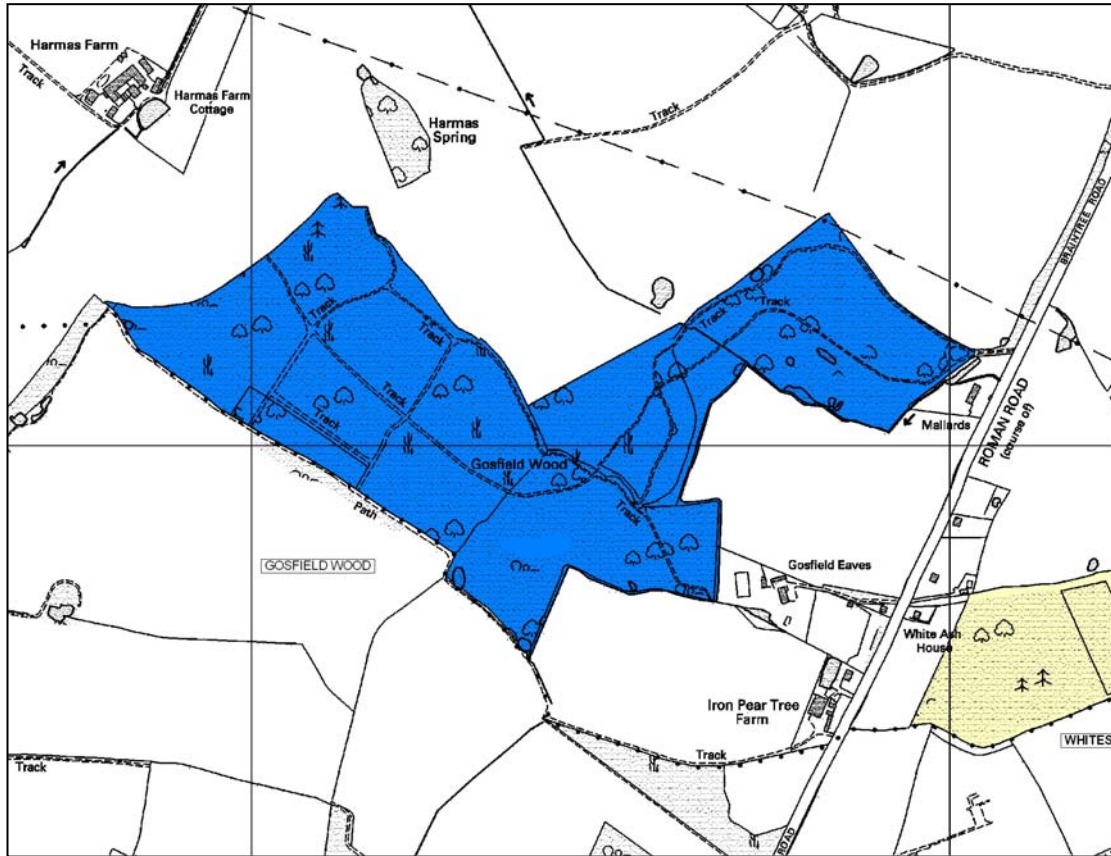 Harmas Farm
Track
Harmas Farm
Cottage
Harmas
Spring
Track
BRAINTREE ROAD
Track
Track
Track
Track
Track
Track
Mallards
ROMAN ROAD
(course of)
Gosfield Wood
Track
Path
GOSFIELD WOOD
Gosfield Eaves
White Ash
House
Iron Pear Tree
Farm
WHITES
Track
Track
ROAD